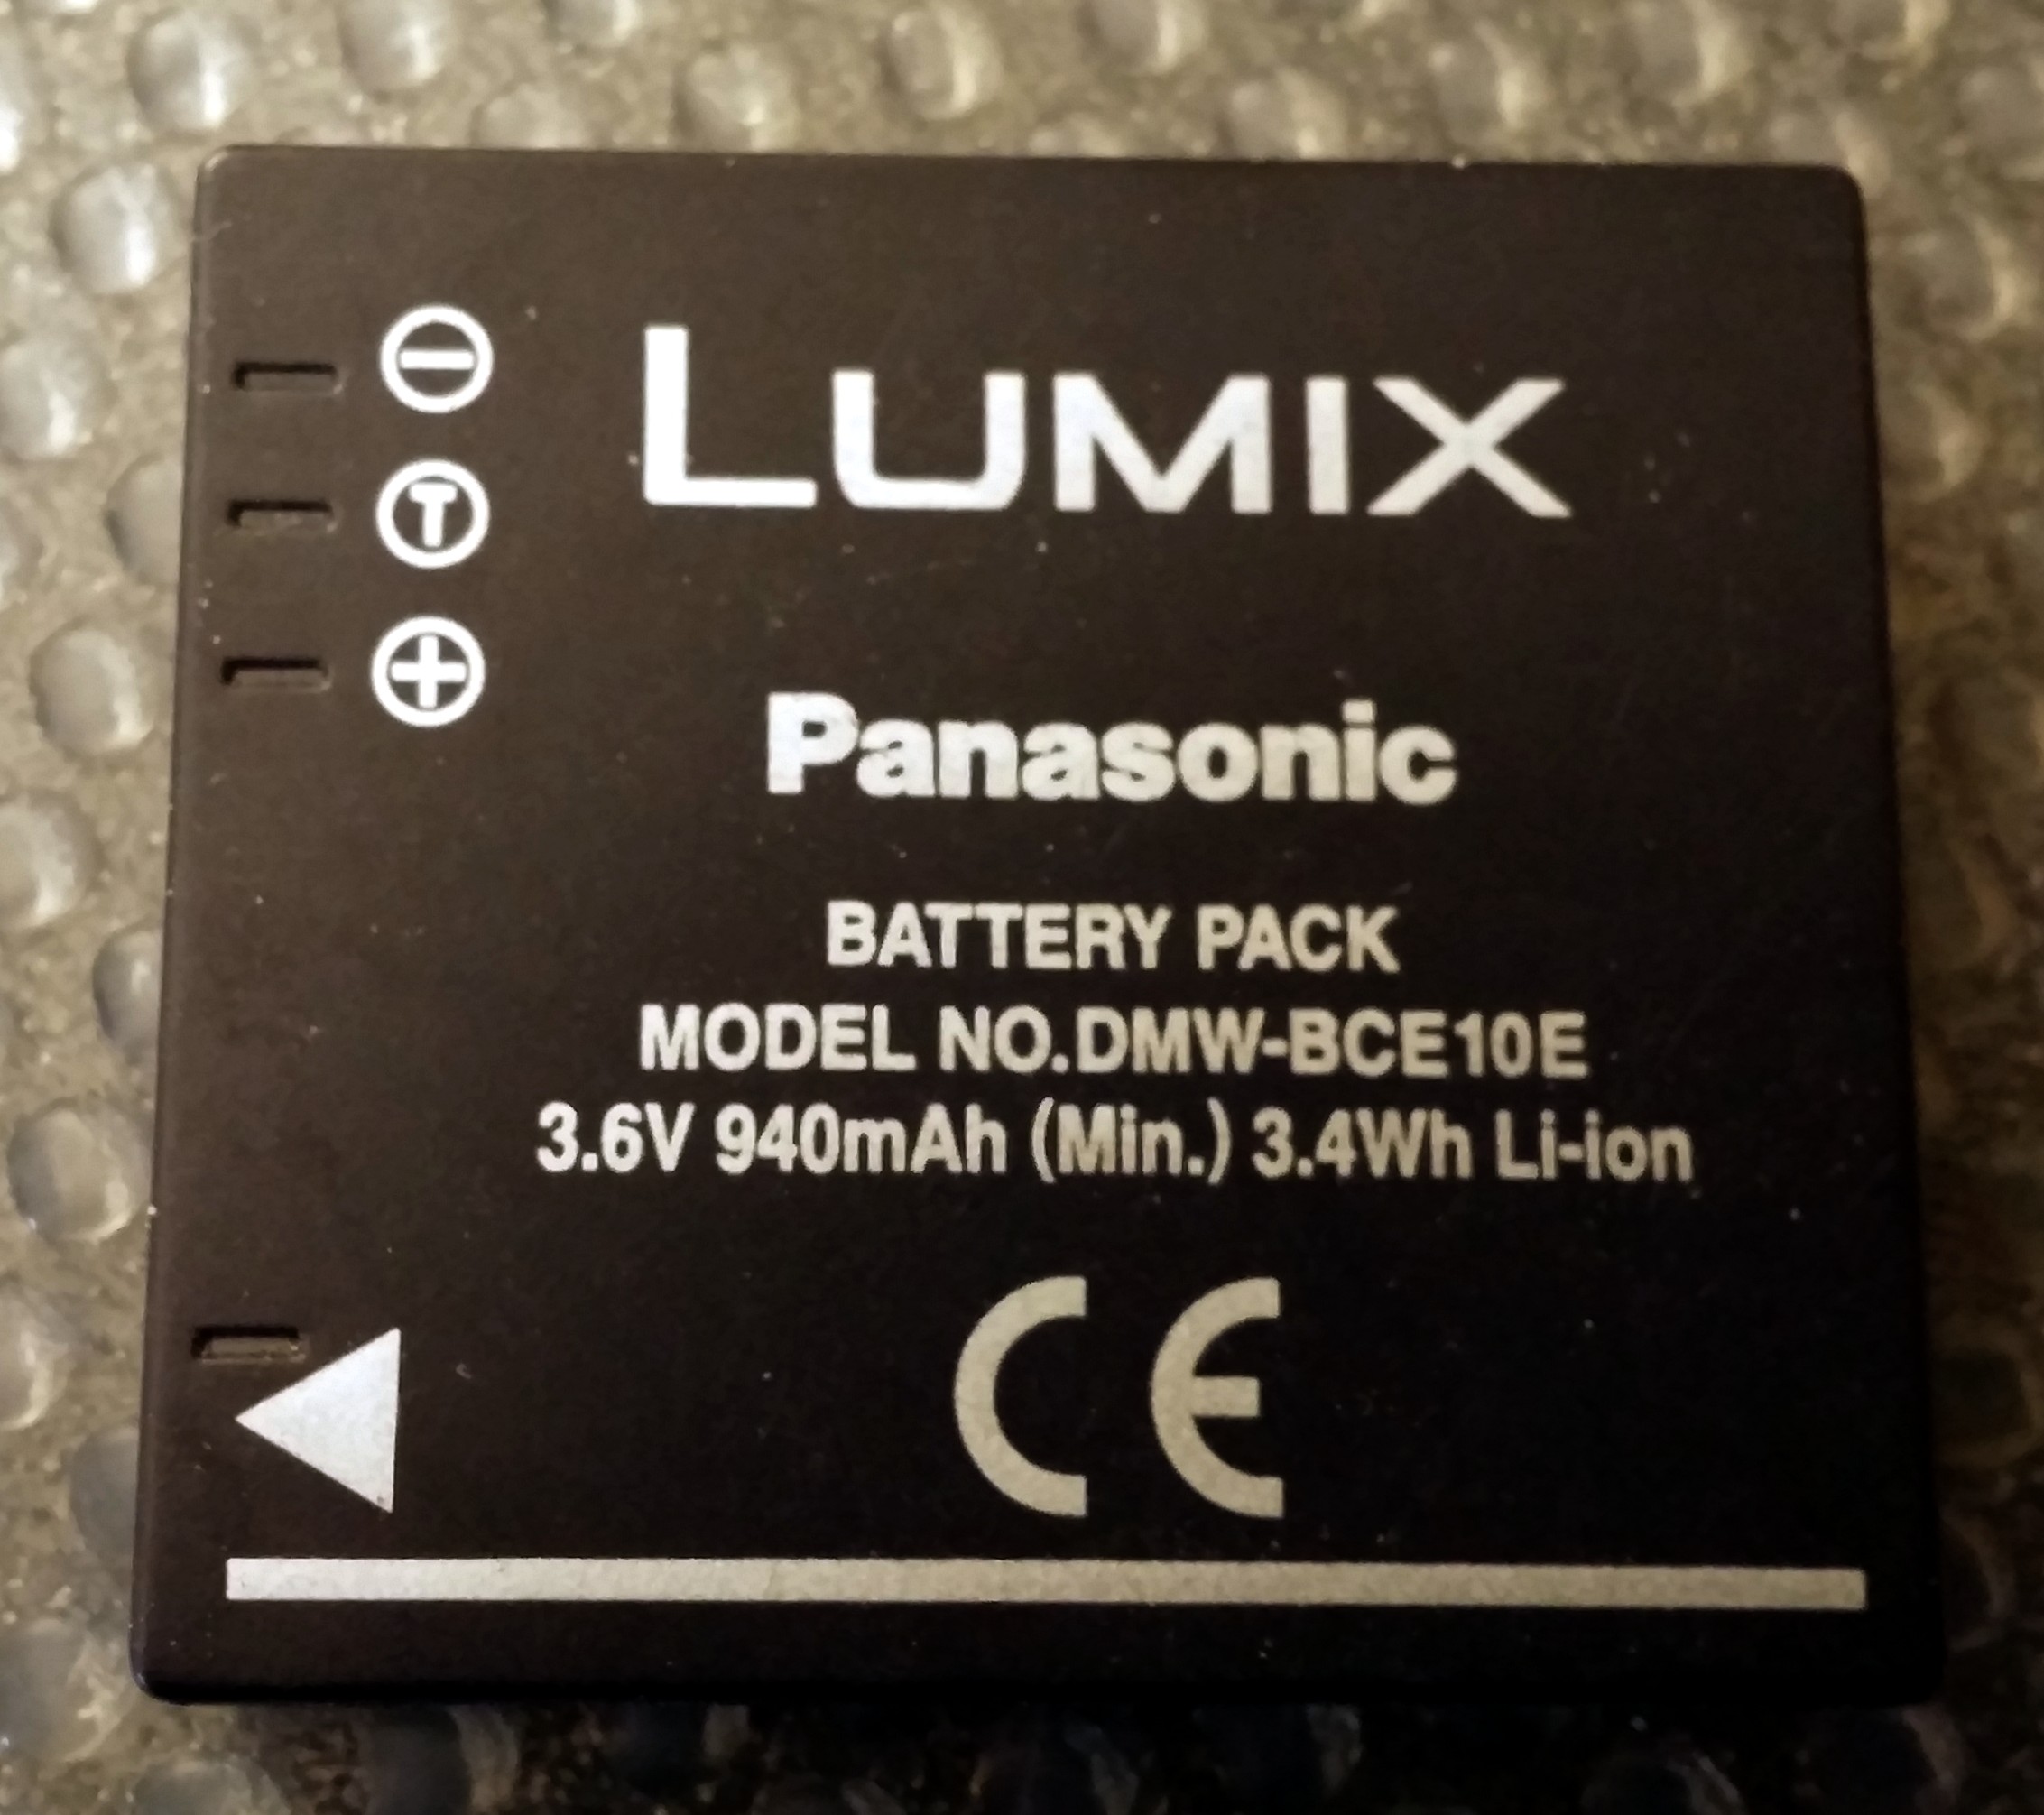 LUMIX
Panasonic
BATTERY PACK
MODEL NO.DMW-BCE10E
3.6V 940mAh (Min.) 3.4Wh Li-ion
CE
T